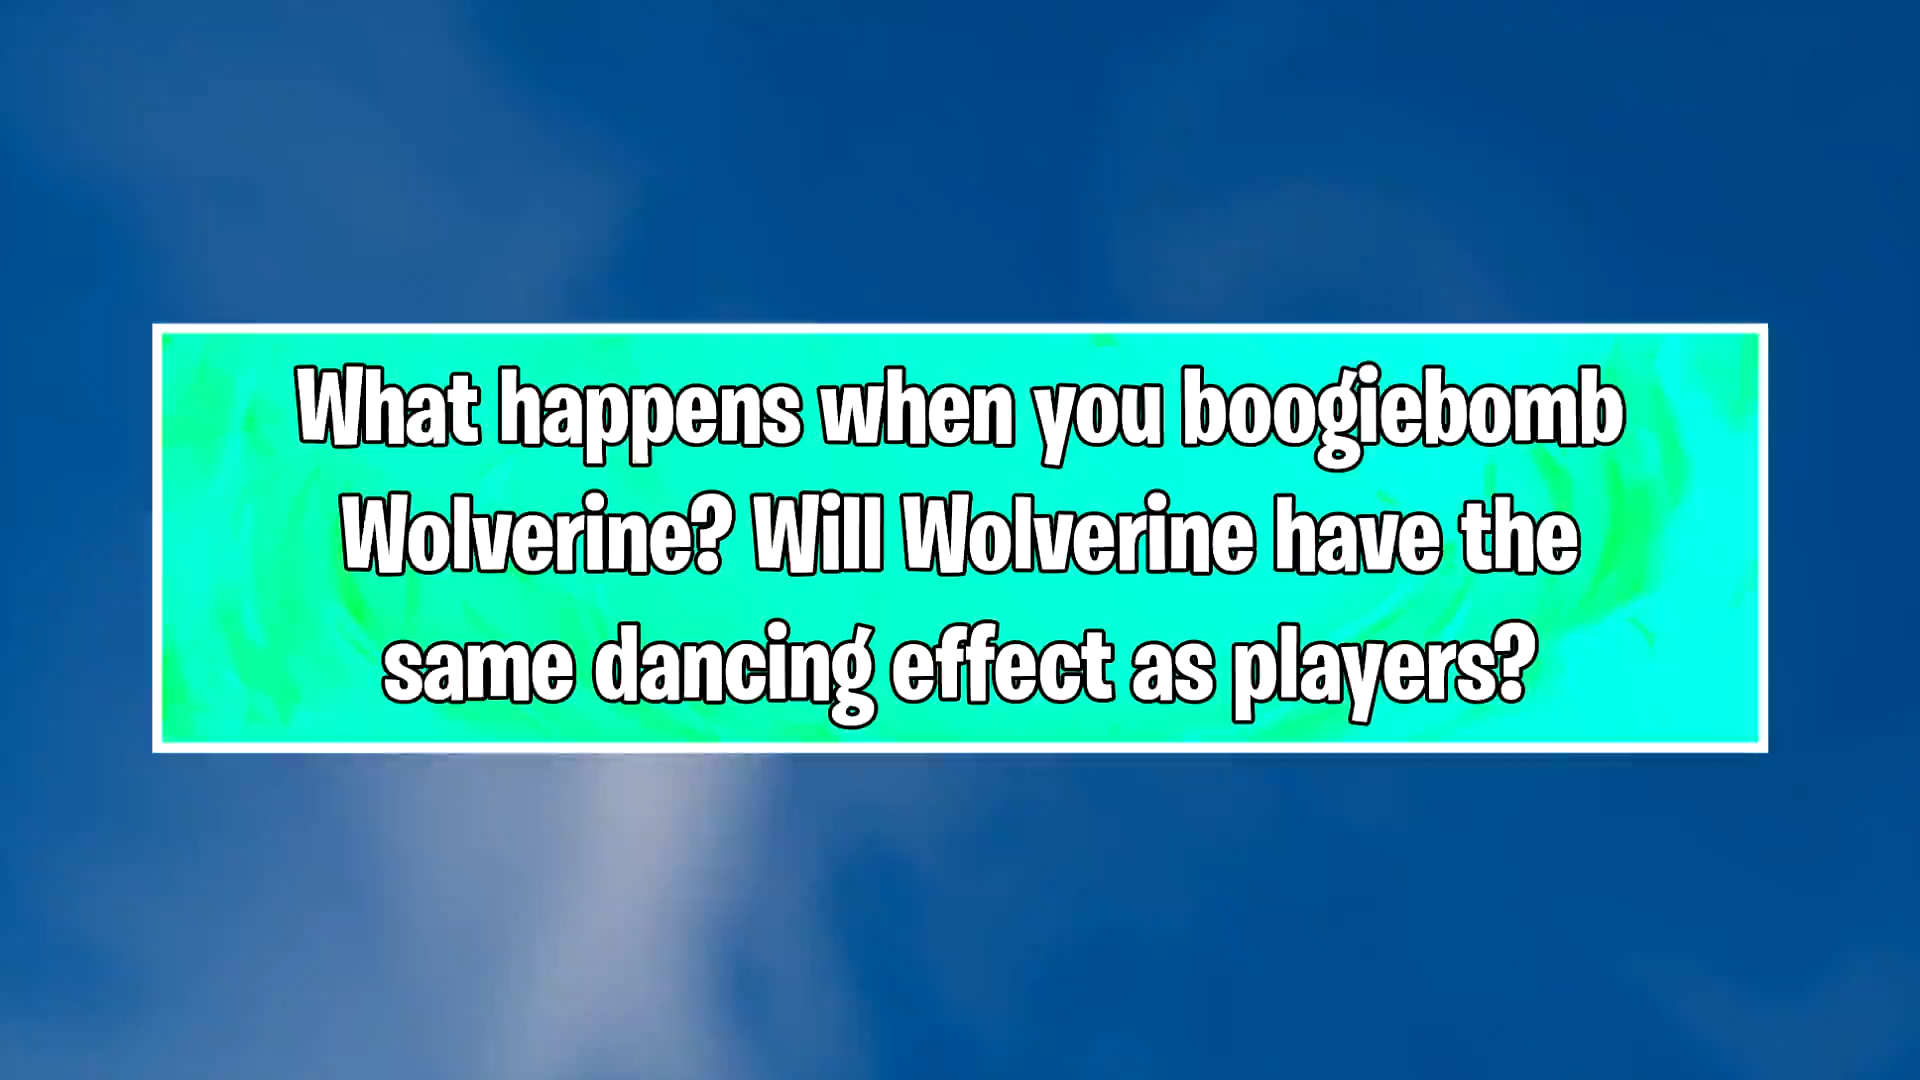 What happens when you boogiebomb
Wolverine? Will Wolverine have the
same dancing effect as players?